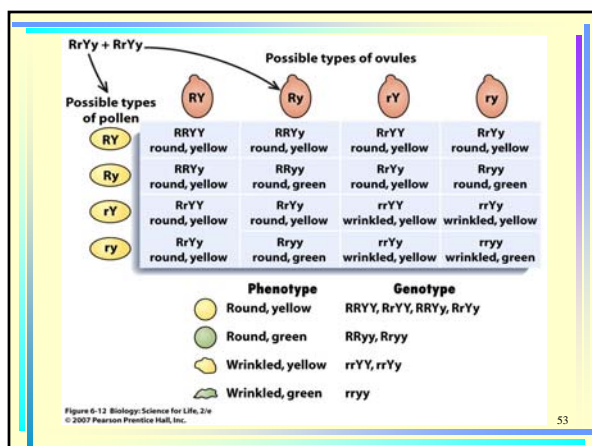 RrYy + RrYy
Possible types of ovules
Possible types
of pollen
RY Ry rY ry
RY RRYY RRYy RrYY RrYy
round, yellow round, yellow round, yellow round, yellow
Ry RRYy RRyy RrYy Rryy
round, yellow round, green round, yellow round, green
rY RrYY RrYy rrYY rrYy
round, yellow round, yellow wrinkled, yellow wrinkled, yellow
ry RrYy Rryy rrYy rryy
round, yellow round, green wrinkled, yellow wrinkled, green
Phenotype Genotype
Round, yellow RRYY, RrYY, RRYy, RrYy
Round, green RRyy, Rryy
Wrinkled, yellow rrYY, rrYy
Wrinkled, green rryy
Figure 6-12 Biology: Science for Life, 2/e
© 2007 Pearson Prentice Hall, Inc.
53